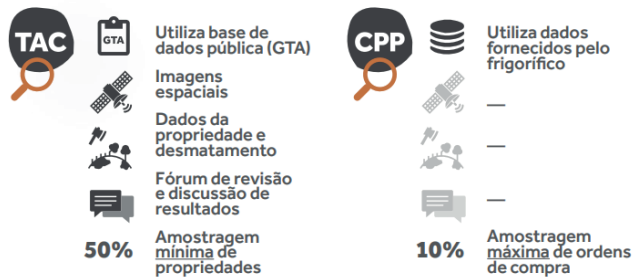 TAC
GTA
Utiliza base de
dados pública (GTA)
Imagens
espaciais
Dados da
propriedade e
desmatamento
Fórum de revisão
e discussão de
resultados
50%
Amostragem
mínima de
propriedades
CPP
Utiliza dados
fornecidos pelo
frigorífico
—
—
—
10%
Amostragem
máxima de ordens
de compra